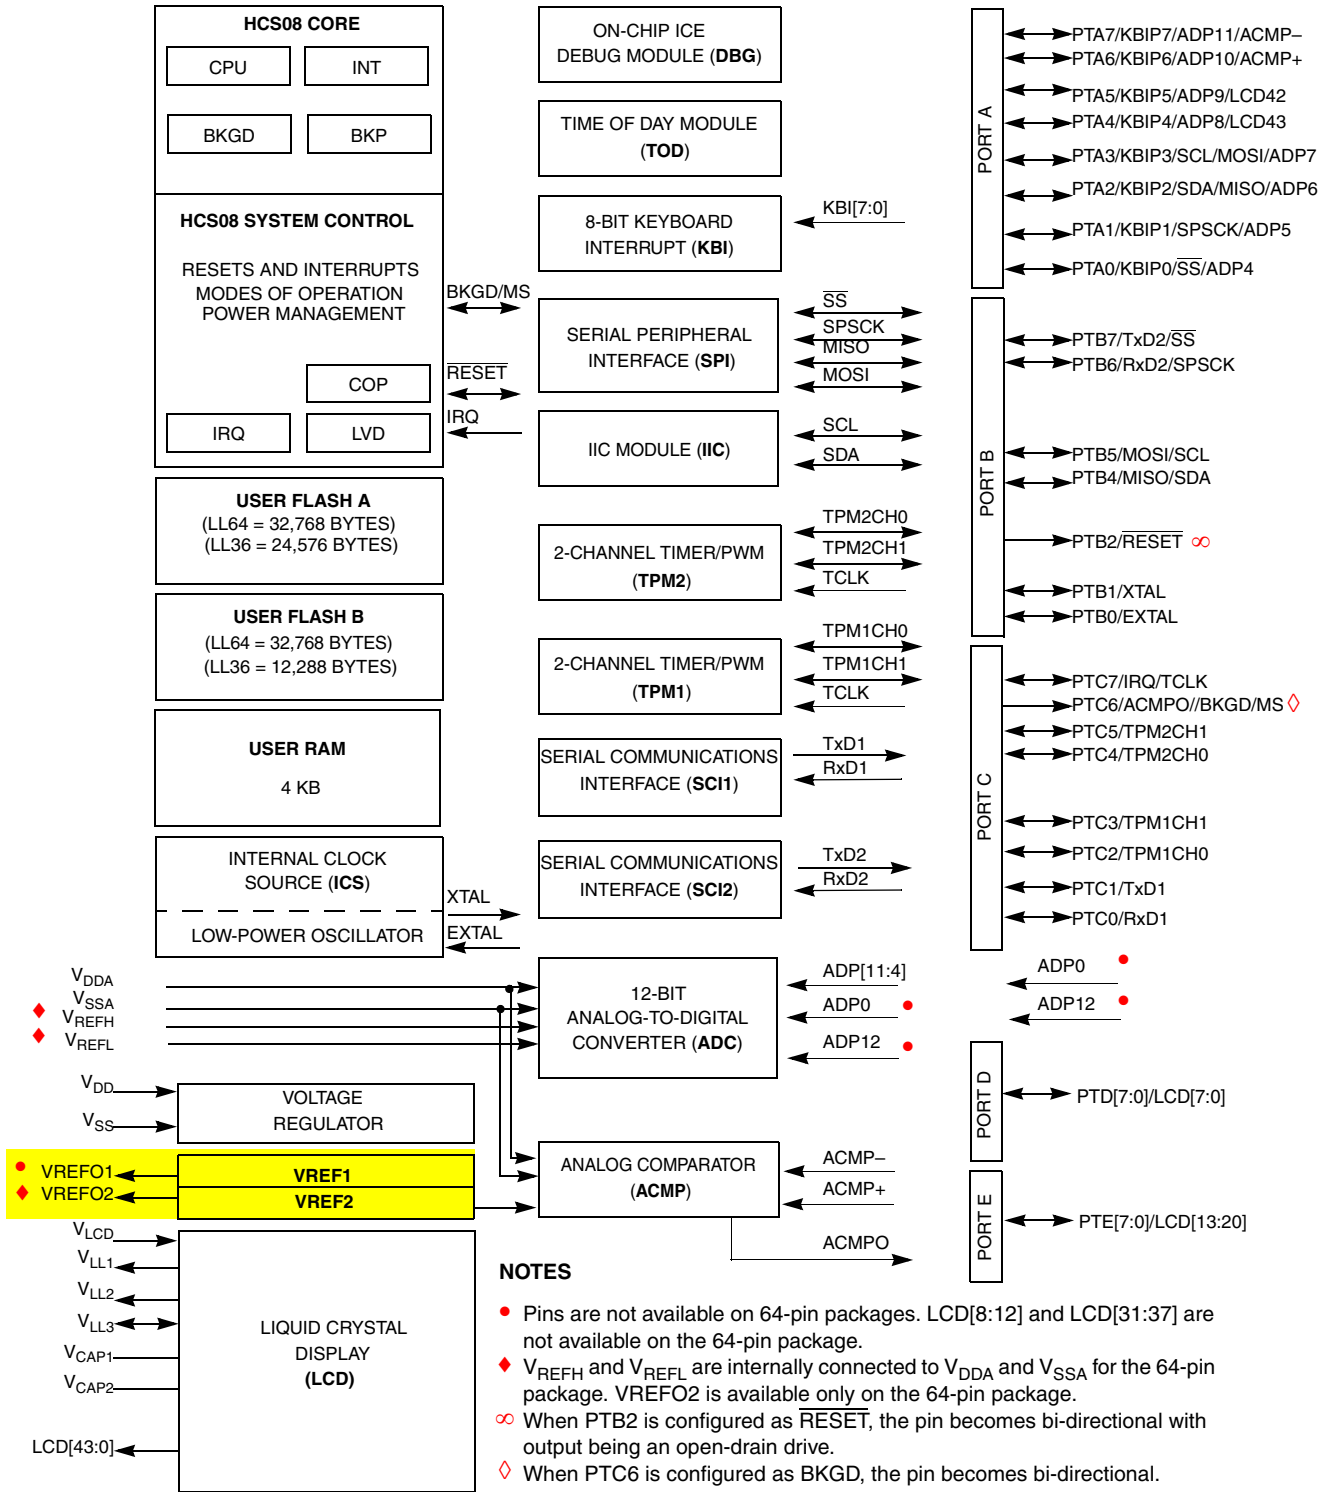 HCS08 CORE
CPU
INT
BKGD
BKP
HCS08 SYSTEM CONTROL
RESETS AND INTERRUPTS
MODES OF OPERATION
POWER MANAGEMENT
COP
IRQ
LVD
BKGD/MS
RESET
IRQ
USER FLASH A
(LL64 = 32,768 BYTES)
(LL36 = 24,576 BYTES)
USER FLASH B
(LL64 = 32,768 BYTES)
(LL36 = 12,288 BYTES)
USER RAM
4 KB
INTERNAL CLOCK
SOURCE (ICS)
LOW-POWER OSCILLATOR
XTAL
EXTAL
VDDA
VSSA
♦ VREFH
♦ VREFL
VDD
VSS
VOLTAGE
REGULATOR
• VREFO1
♦ VREFO2
VREF1
VREF2
VLCD
VLL1
VLL2
VLL3
VCAP1
VCAP2
LCD[43:0]
LIQUID CRYSTAL
DISPLAY
(LCD)
ON-CHIP ICE
DEBUG MODULE (DBG)
TIME OF DAY MODULE
(TOD)
8-BIT KEYBOARD
INTERRUPT (KBI)
KBI[7:0]
SERIAL PERIPHERAL
INTERFACE (SPI)
SS
SPSCK
MISO
MOSI
IIC MODULE (IIC)
SCL
SDA
2-CHANNEL TIMER/PWM
(TPM2)
TPM2CH0
TPM2CH1
TCLK
2-CHANNEL TIMER/PWM
(TPM1)
TPM1CH0
TPM1CH1
TCLK
SERIAL COMMUNICATIONS
INTERFACE (SCI1)
TxD1
RxD1
SERIAL COMMUNICATIONS
INTERFACE (SCI2)
TxD2
RxD2
12-BIT
ANALOG-TO-DIGITAL
CONVERTER (ADC)
ADP[11:4]
ADP0 •
ADP12 •
ANALOG COMPARATOR
(ACMP)
ACMP–
ACMP+
ACMPO
PORT A
PTA7/KBIP7/ADP11/ACMP–
PTA6/KBIP6/ADP10/ACMP+
PTA5/KBIP5/ADP9/LCD42
PTA4/KBIP4/ADP8/LCD43
PTA3/KBIP3/SCL/MOSI/ADP7
PTA2/KBIP2/SDA/MISO/ADP6
PTA1/KBIP1/SPSCK/ADP5
PTA0/KBIP0/SS/ADP4
PORT B
PTB7/TxD2/SS
PTB6/RxD2/SPSCK
PTB5/MOSI/SCL
PTB4/MISO/SDA
PTB2/RESET ∞
PTB1/XTAL
PTB0/EXTAL
PORT C
PTC7/IRQ/TCLK
PTC6/ACMPO//BKGD/MS ◊
PTC5/TPM2CH1
PTC4/TPM2CH0
PTC3/TPM1CH1
PTC2/TPM1CH0
PTC1/TxD1
PTC0/RxD1
ADP0 •
ADP12 •
PORT D
PTD[7:0]/LCD[7:0]
PORT E
PTE[7:0]/LCD[13:20]
NOTES
• Pins are not available on 64-pin packages. LCD[8:12] and LCD[31:37] are
not available on the 64-pin package.
♦ VREFH and VREFL are internally connected to VDDA and VSSA for the 64-pin
package. VREFO2 is available only on the 64-pin package.
∞ When PTB2 is configured as RESET, the pin becomes bi-directional with
output being an open-drain drive.
◊ When PTC6 is configured as BKGD, the pin becomes bi-directional.